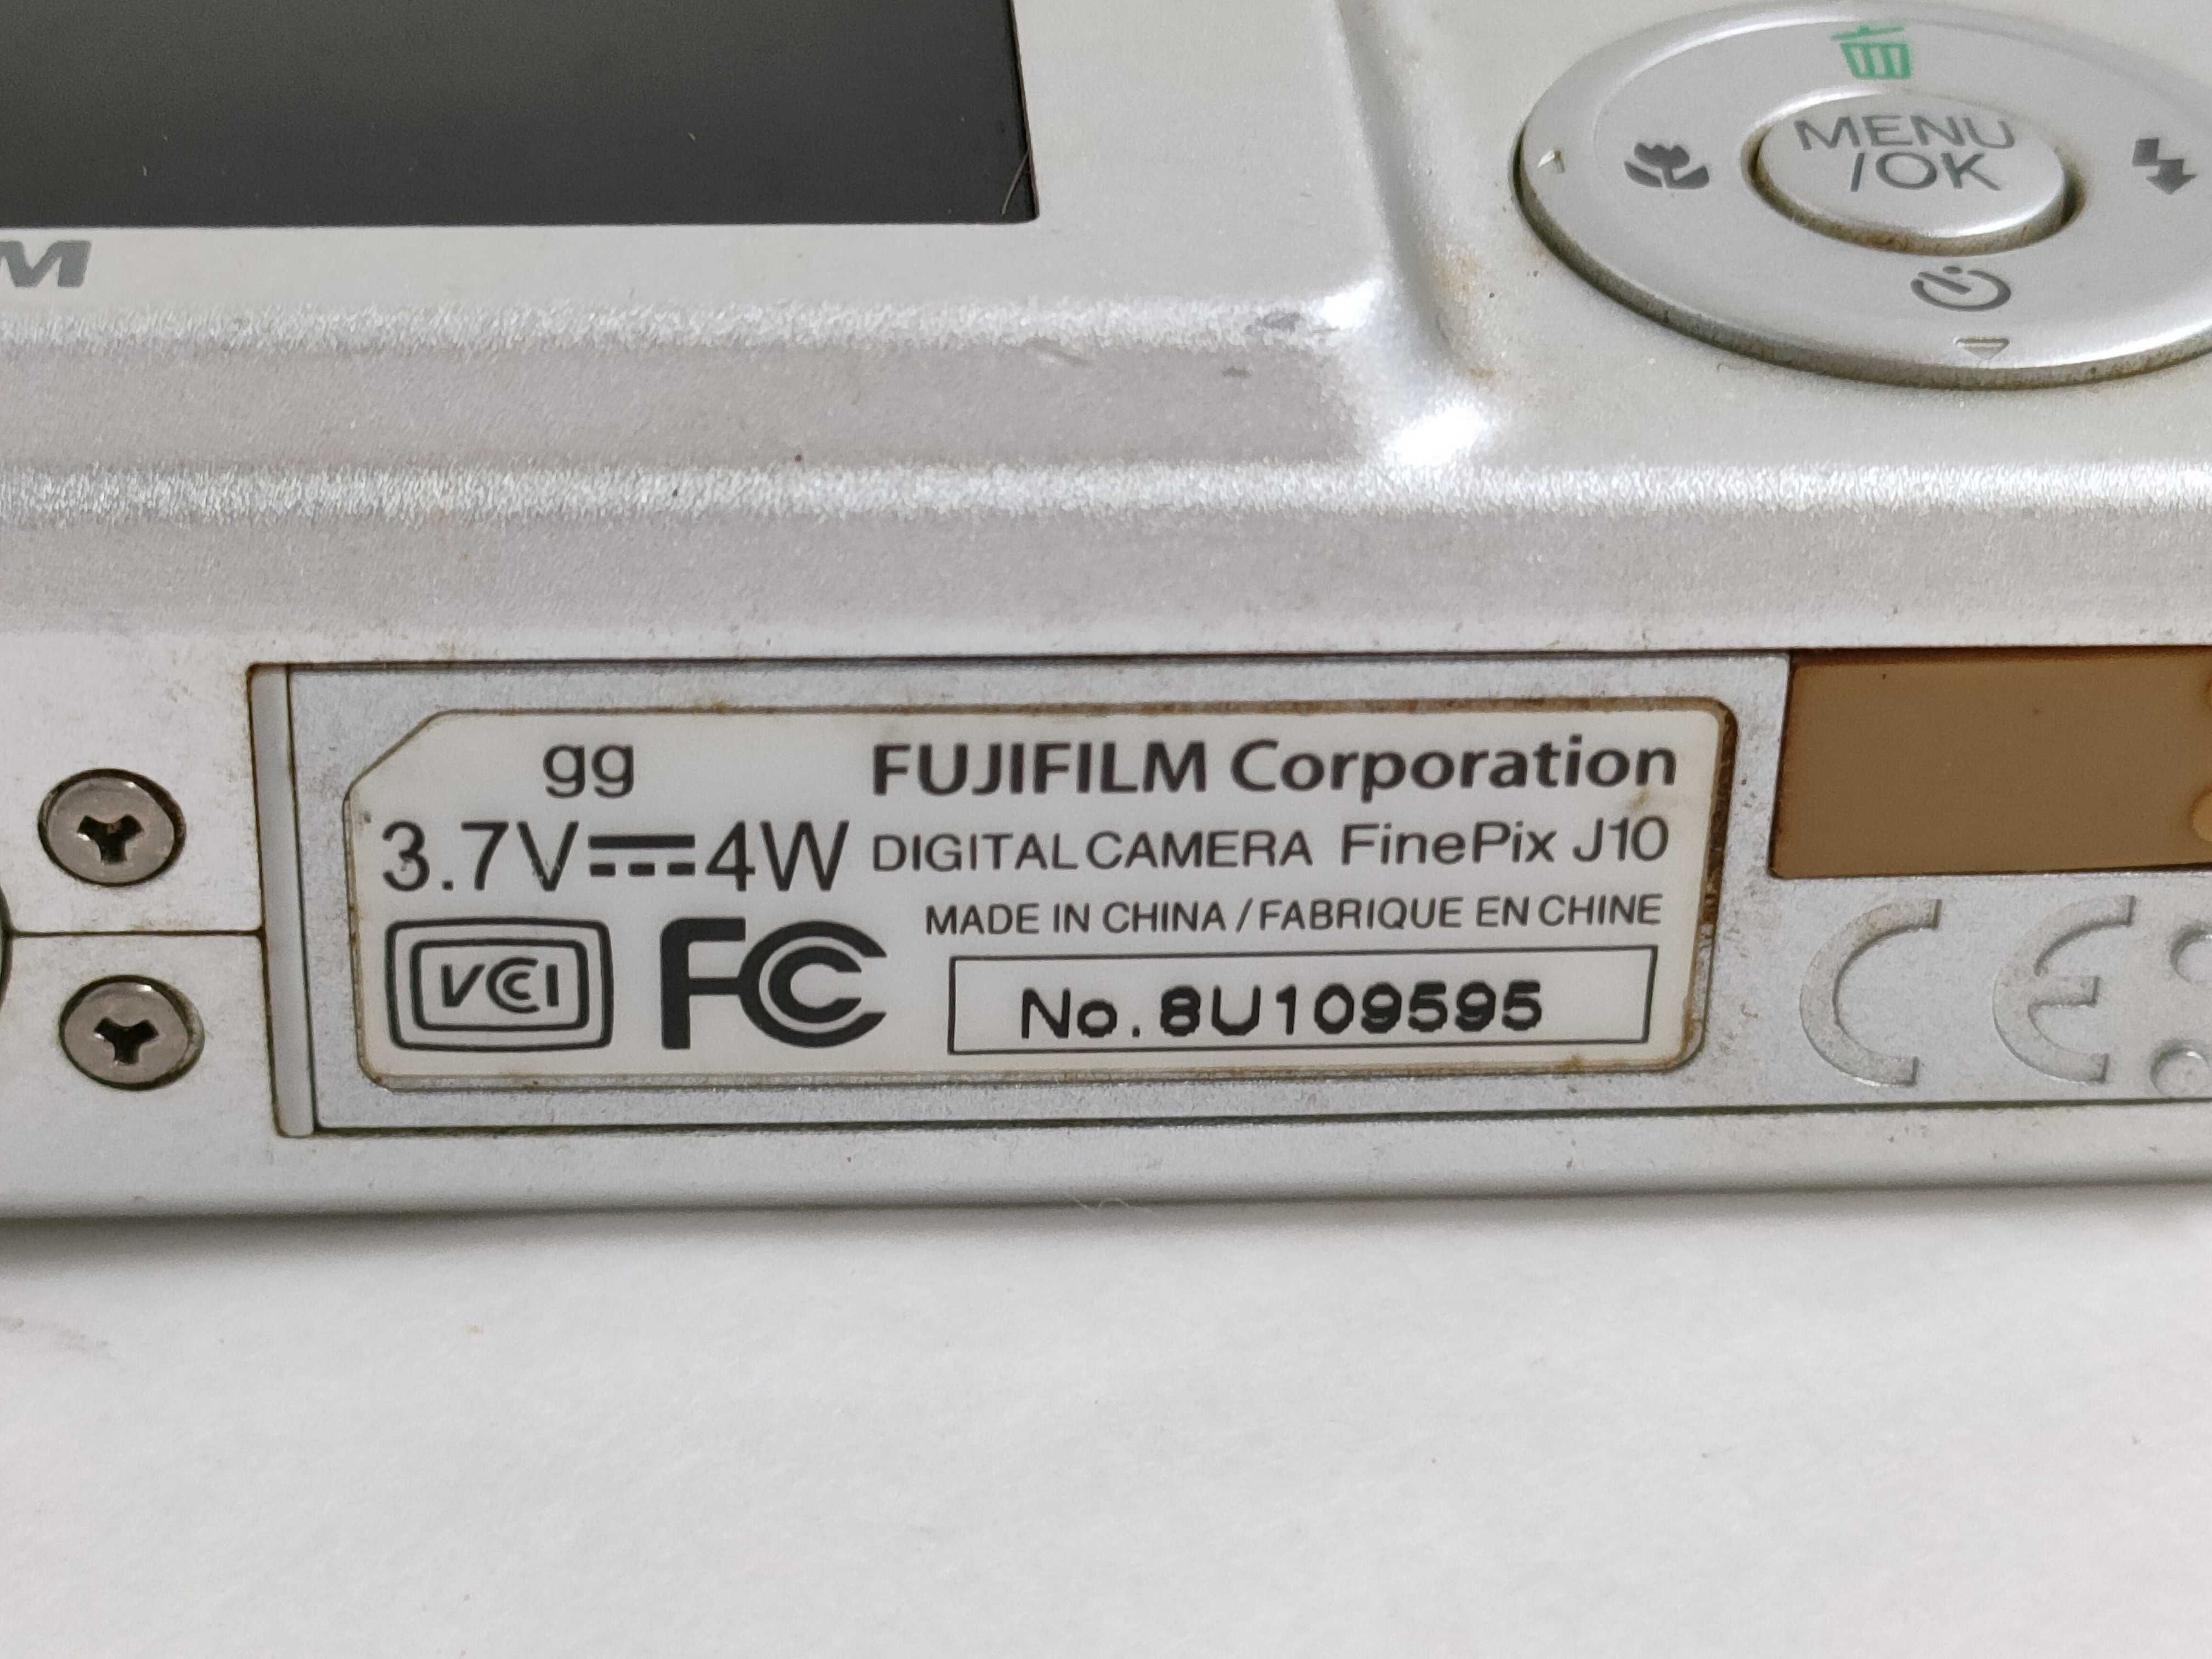 MENU
/OK
M
gg
FUJIFILM Corporation
3.7V 4W
DIGITAL CAMERA FinePix J10
MADE IN CHINA / FABRIQUE EN CHINE
VCCI
FC
No. 8U109595
CE